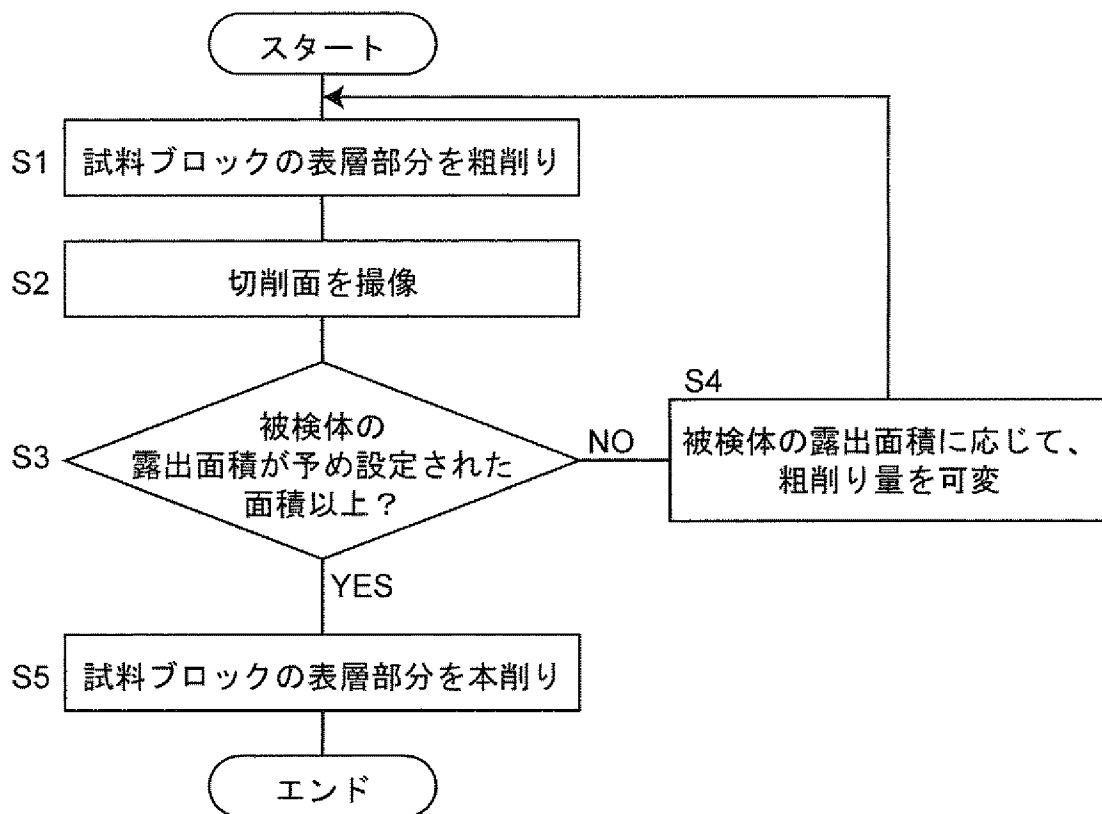 スタート
S1
試料ブロックの表層部分を粗削り
S2
切削面を撮像
S3
被検体の
露出面積が予め設定された
面積以上？
NO
S4
被検体の露出面積に応じて、
粗削り量を可変
YES
S5
試料ブロックの表層部分を本削り
エンド